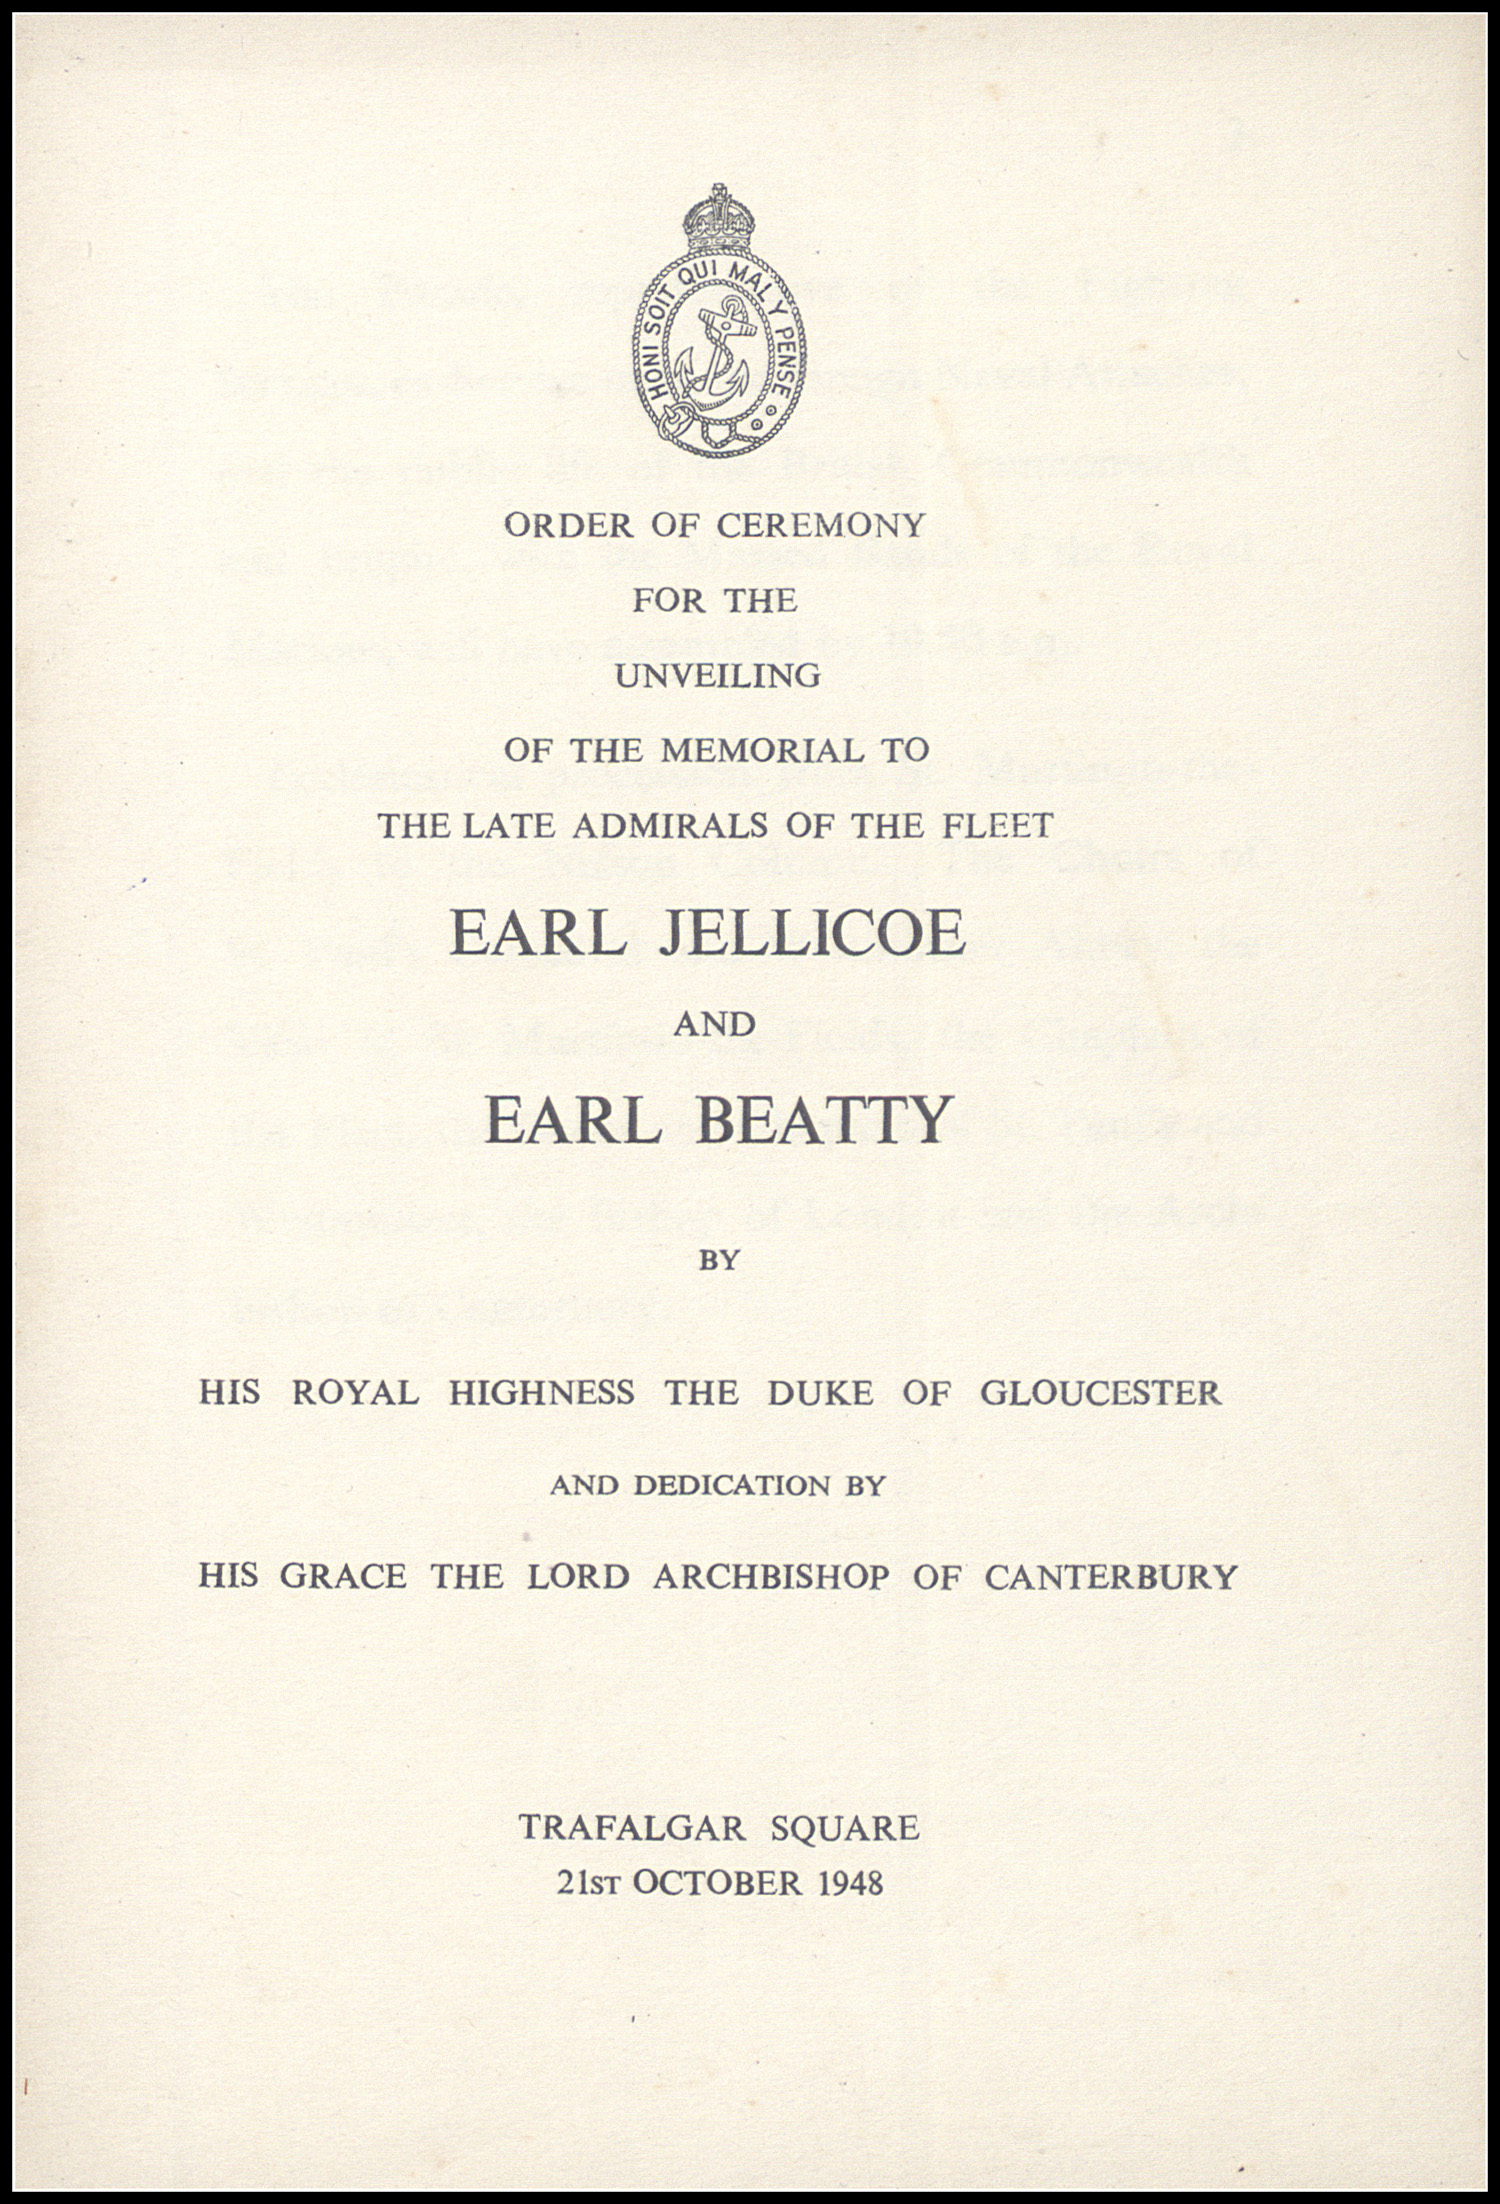 HONI SOIT QUI MAL Y PENSE
ORDER OF CEREMONY
FOR THE
UNVEILING
OF THE MEMORIAL TO
THE LATE ADMIRALS OF THE FLEET
EARL JELLICOE
AND
EARL BEATTY
BY
HIS ROYAL HIGHNESS THE DUKE OF GLOUCESTER
AND DEDICATION BY
HIS GRACE THE LORD ARCHBISHOP OF CANTERBURY
TRAFALGAR SQUARE
21ST OCTOBER 1948